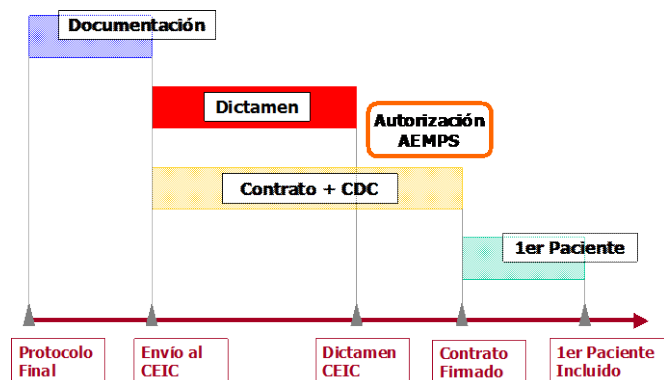 Documentación
Dictamen
Autorización
AEMPS
Contrato + CDC
1er Paciente
Protocolo
Final
Envío al
CEIC
Dictamen
CEIC
Contrato
Firmado
1er Paciente
Incluido